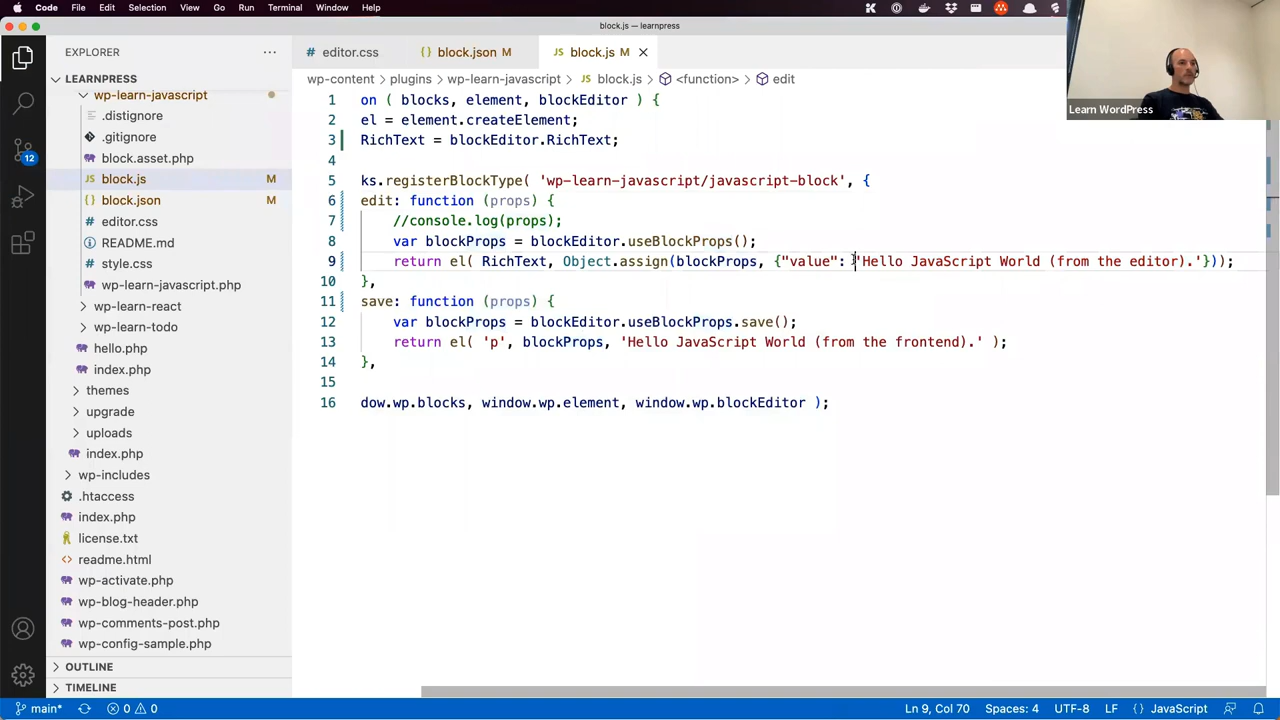 Code File Edit Selection View Go Run Terminal Window Help
block.js — learnpress
EXPLORER
LEARNPRESS
wp-learn-javascript
.distignore
.gitignore
block.asset.php
block.js M
block.json M
editor.css
README.md
style.css
wp-learn-javascript.php
wp-learn-react
wp-learn-todo
hello.php
index.php
themes
upgrade
uploads
index.php
wp-includes
.htaccess
index.php
license.txt
readme.html
wp-activate.php
wp-blog-header.php
wp-comments-post.php
wp-config-sample.php
OUTLINE
TIMELINE
12
# editor.css {} block.json M JS block.js M
wp-content > plugins > wp-learn-javascript > JS block.js > <function> > edit
1 on ( blocks, element, blockEditor ) {
2 el = element.createElement;
3 RichText = blockEditor.RichText;
4
5 ks.registerBlockType( 'wp-learn-javascript/javascript-block', {
6 edit: function (props) {
7 //console.log(props);
8 var blockProps = blockEditor.useBlockProps();
9 return el( RichText, Object.assign(blockProps, {"value": 'Hello JavaScript World (from the editor).'}));
10 },
11 save: function (props) {
12 var blockProps = blockEditor.useBlockProps.save();
13 return el( 'p', blockProps, 'Hello JavaScript World (from the frontend).' );
14 },
15
16 dow.wp.blocks, window.wp.element, window.wp.blockEditor );
Learn WordPress
main* 0 0 Ln 9, Col 70 Spaces: 4 UTF-8 LF {} JavaScript